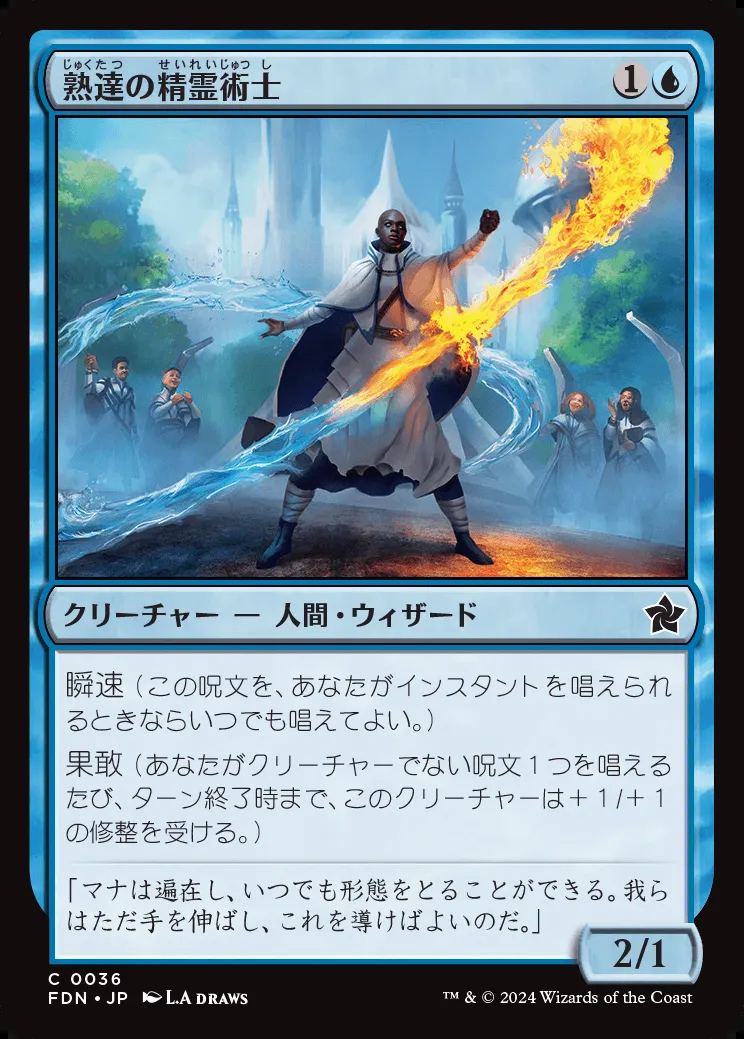 じゅくたつ せいれいじゅつし
熟達の精霊術士 1
クリーチャー — 人間・ウィザード
瞬速（この呪文を、あなたがインスタントを唱えられ
るときならいつでも唱えてよい。）
果敢（あなたがクリーチャーでない呪文１つを唱える
たび、ターン終了時まで、このクリーチャーは＋１/＋１
の修整を受ける。）
「マナは遍在し、いつでも形態をとることができる。我ら
はただ手を伸ばし、これを導けばよいのだ。」
2/1
C 0036
FDN • JP L.A DRAWS
™ & © 2024 Wizards of the Coast